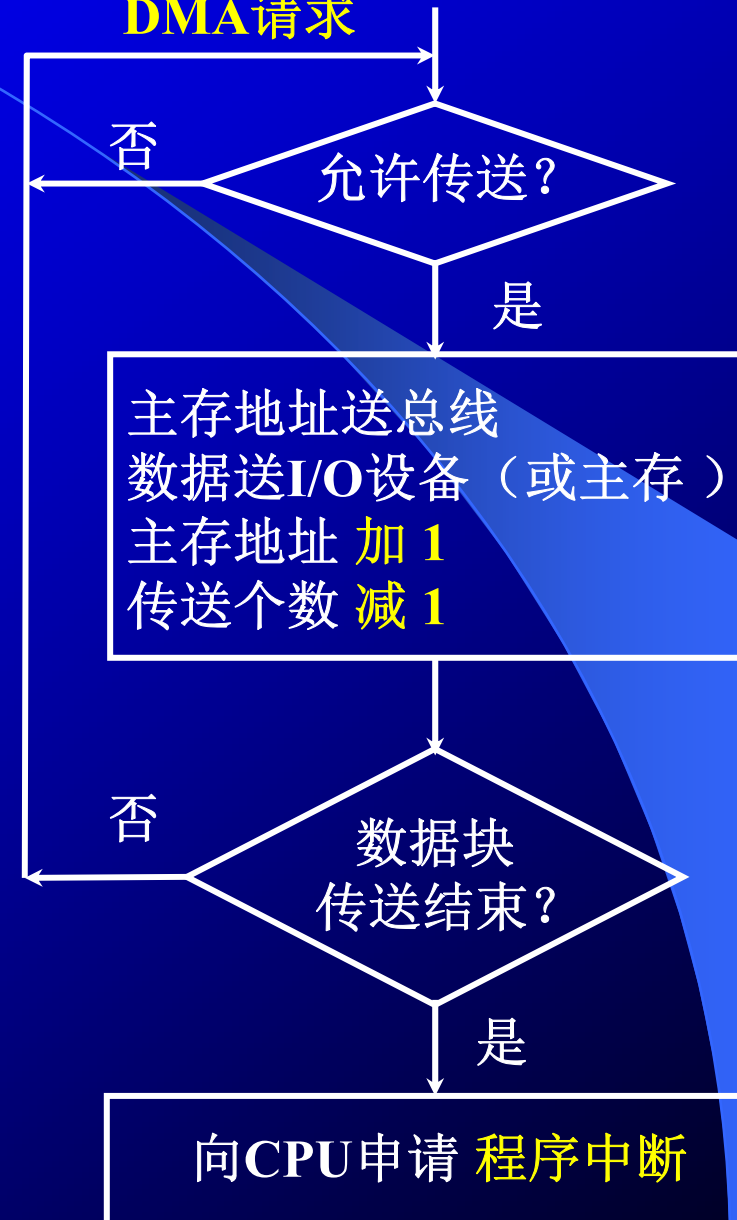 DMA请求
否
允许传送?
是
主存地址送总线
数据送I/O设备（或主存 ）
主存地址 加 1
传送个数 减 1
否
数据块
传送结束?
是
向CPU申请 程序中断